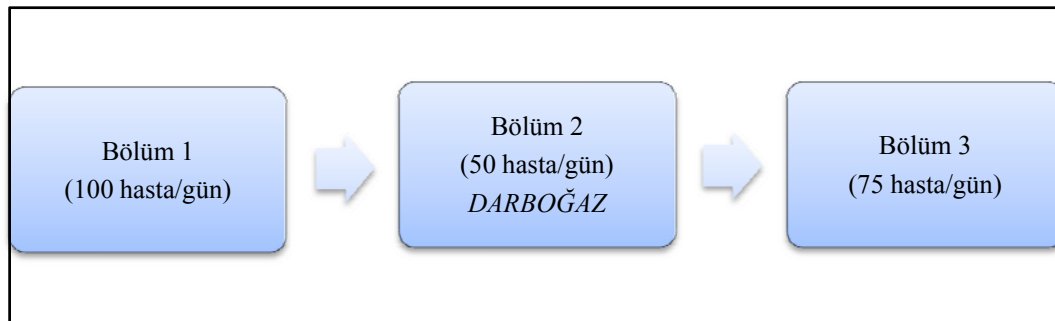 Bölüm 1
(100 hasta/gün)
Bölüm 2
(50 hasta/gün)
DARBOĞAZ
Bölüm 3
(75 hasta/gün)